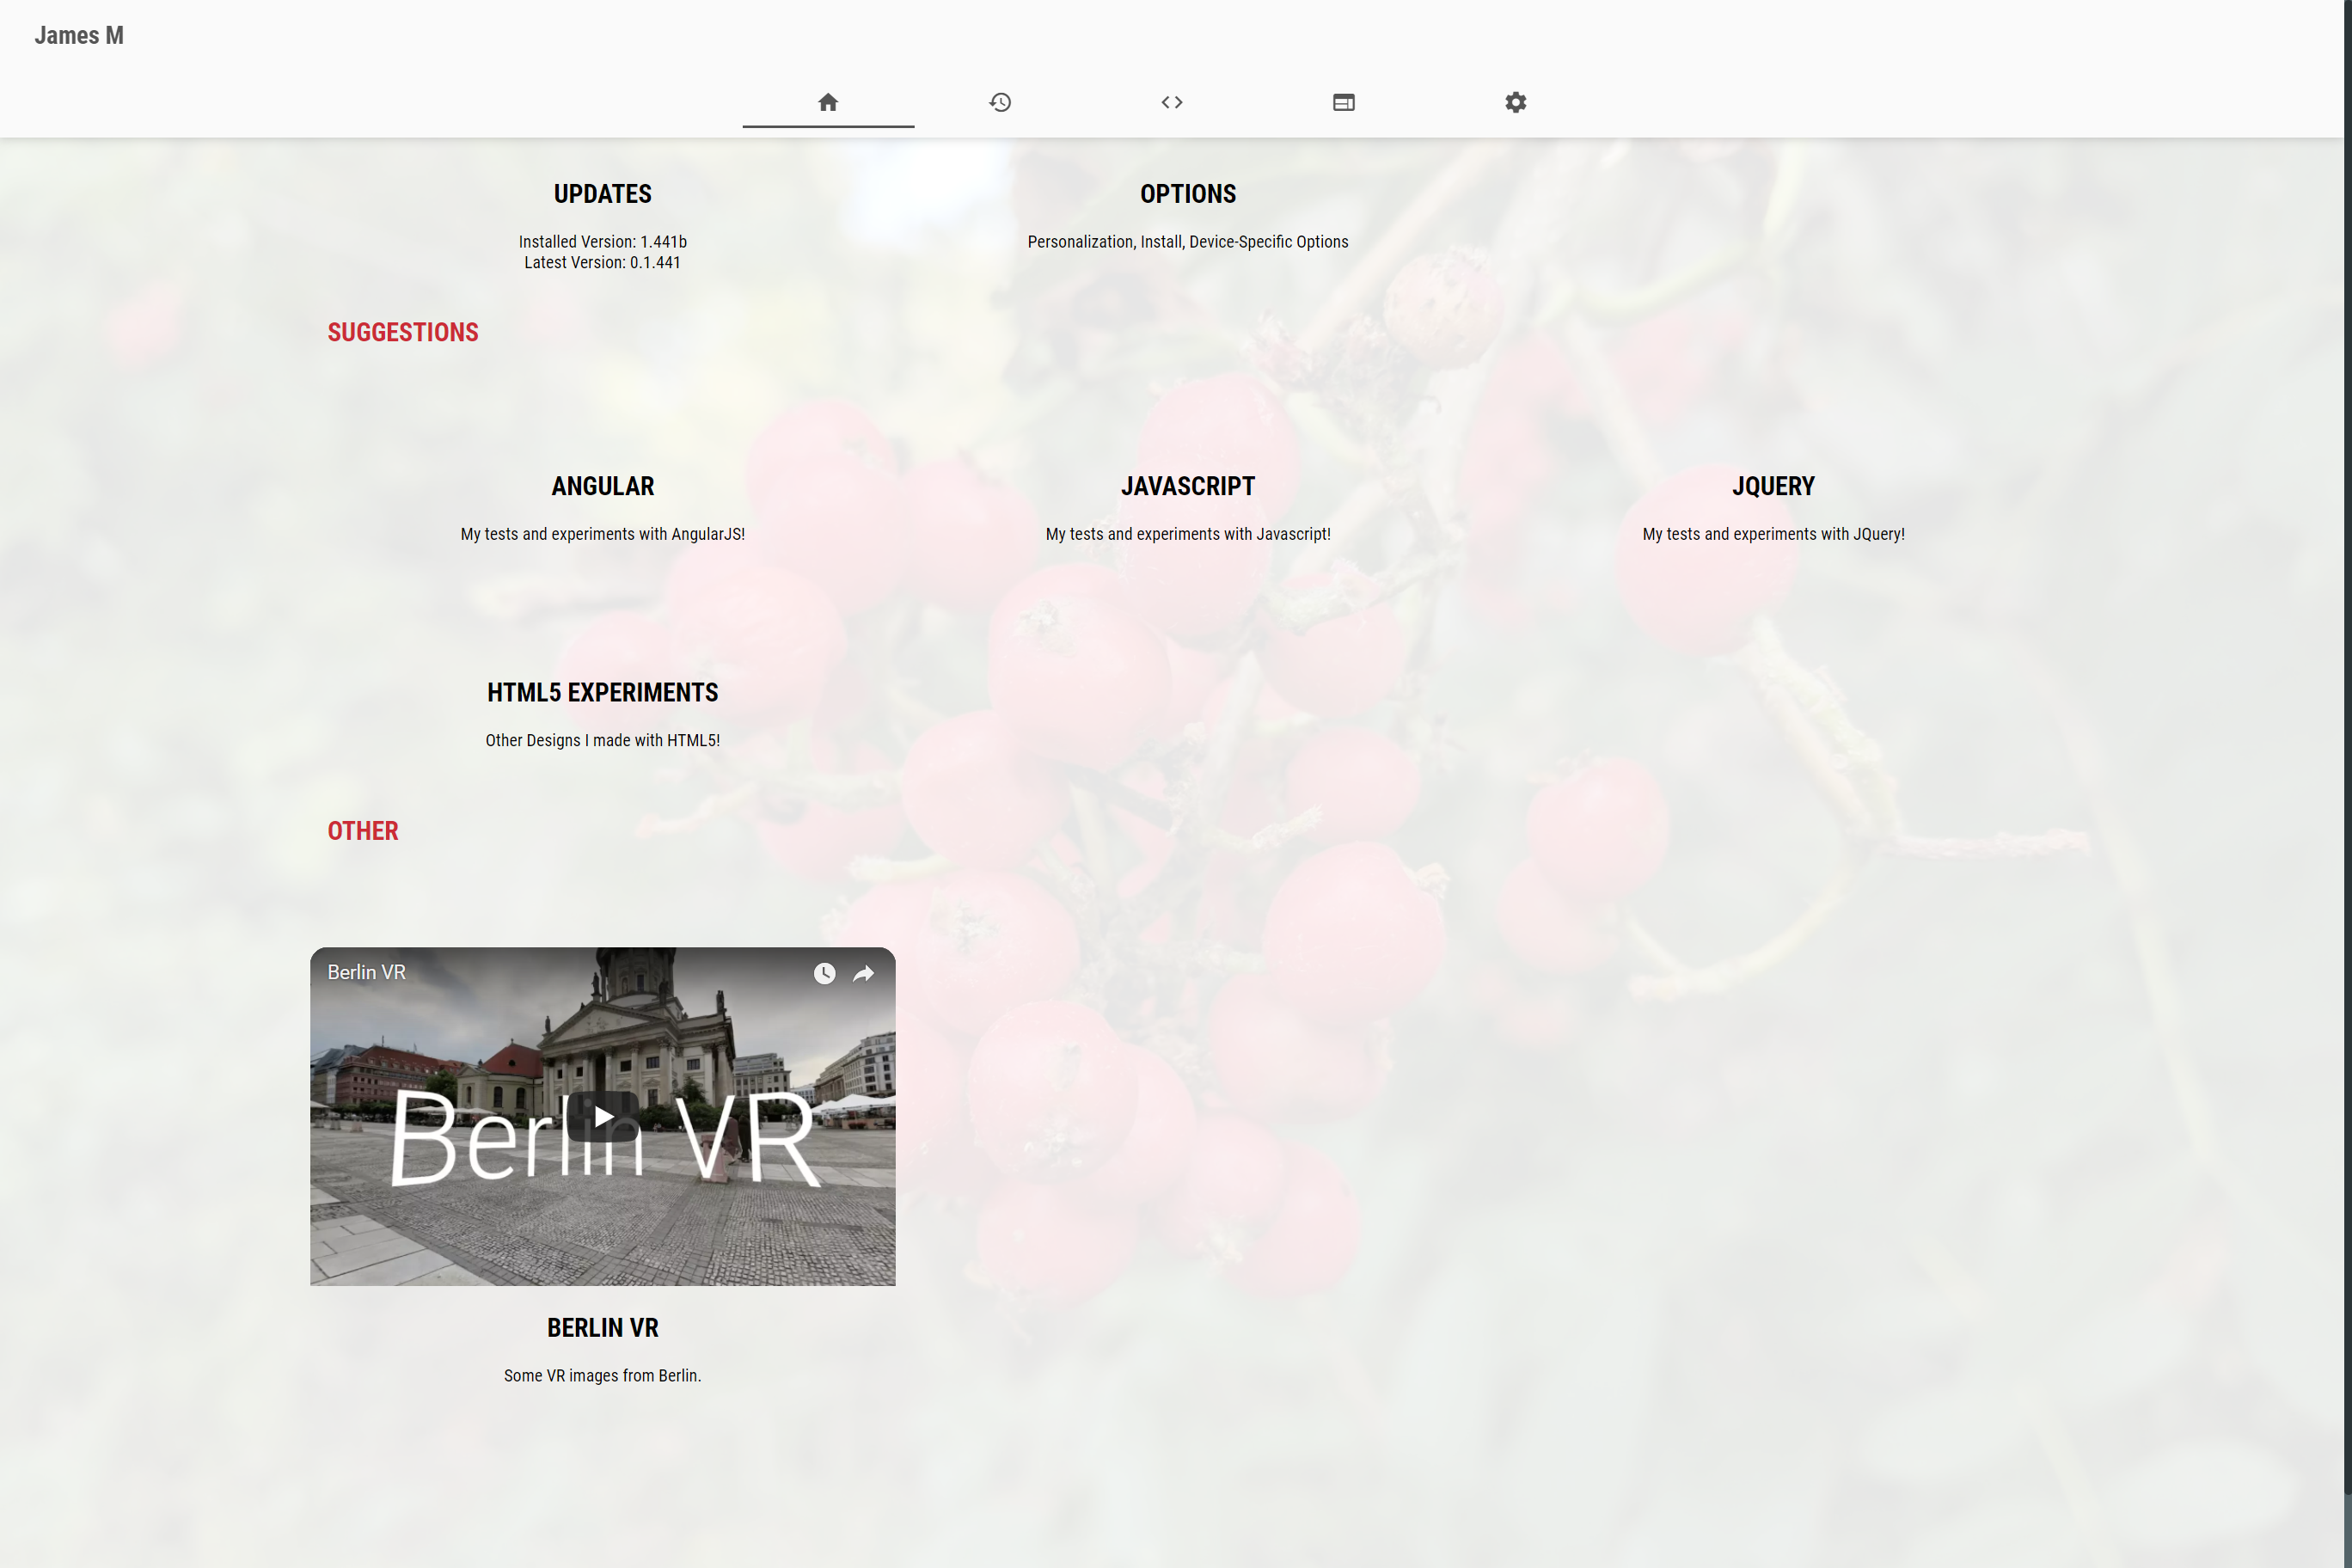 James M
UPDATES
Installed Version: 1.441b
Latest Version: 0.1.441
OPTIONS
Personalization, Install, Device-Specific Options
SUGGESTIONS
ANGULAR
My tests and experiments with AngularJS!
JAVASCRIPT
My tests and experiments with Javascript!
JQUERY
My tests and experiments with JQuery!
HTML5 EXPERIMENTS
Other Designs I made with HTML5!
OTHER
Berlin VR
Berlin VR
BERLIN VR
Some VR images from Berlin.